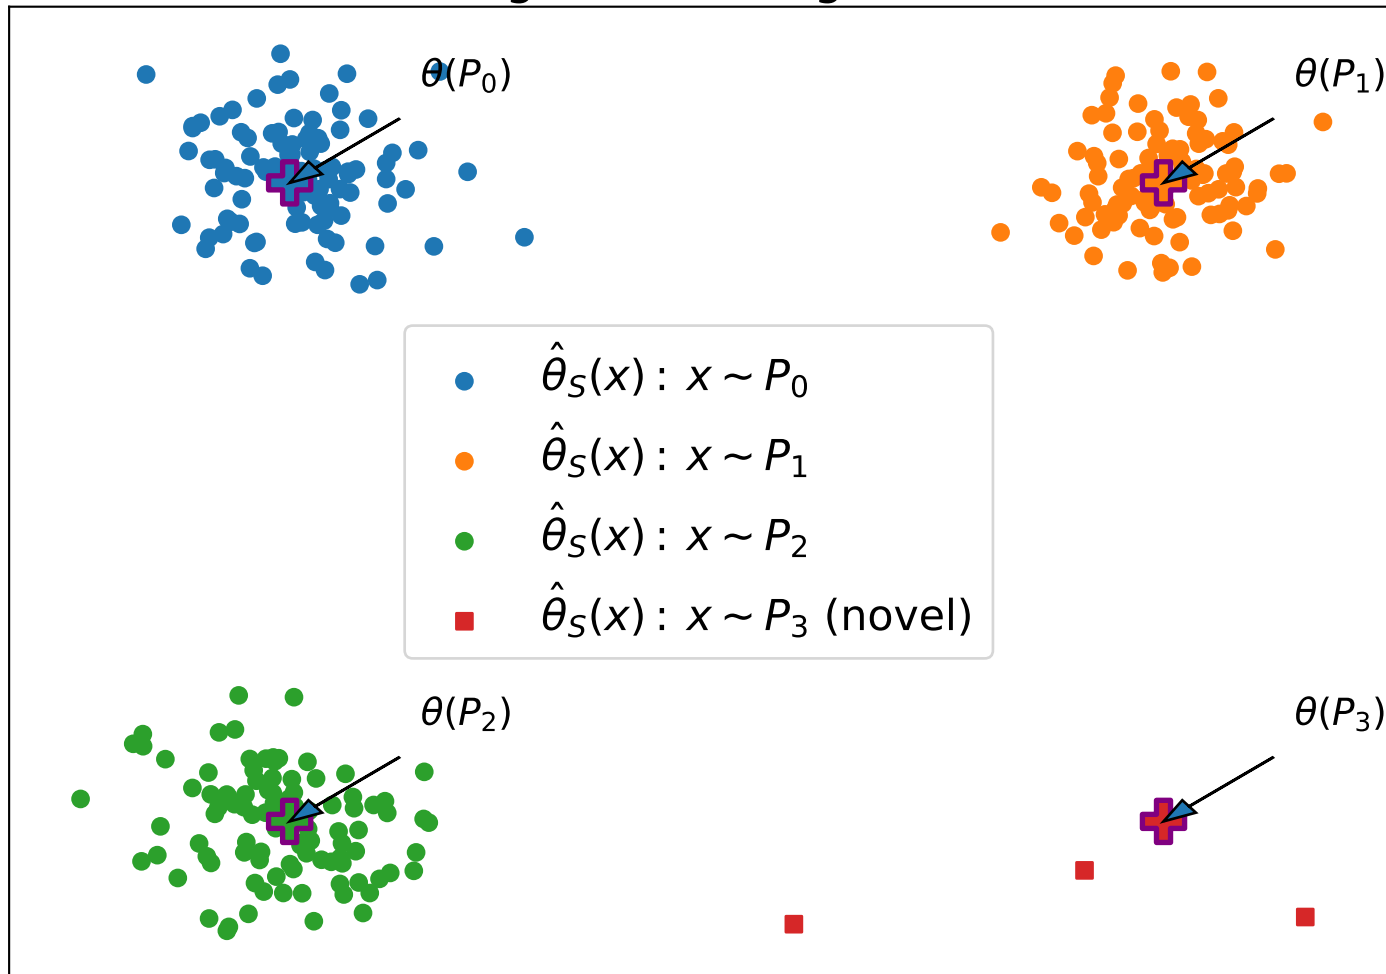 θ(P₀)
θ(P₁)
θ̂_S(x) : x ~ P₀
θ̂_S(x) : x ~ P₁
θ̂_S(x) : x ~ P₂
θ̂_S(x) : x ~ P₃ (novel)
θ(P₂)
θ(P₃)